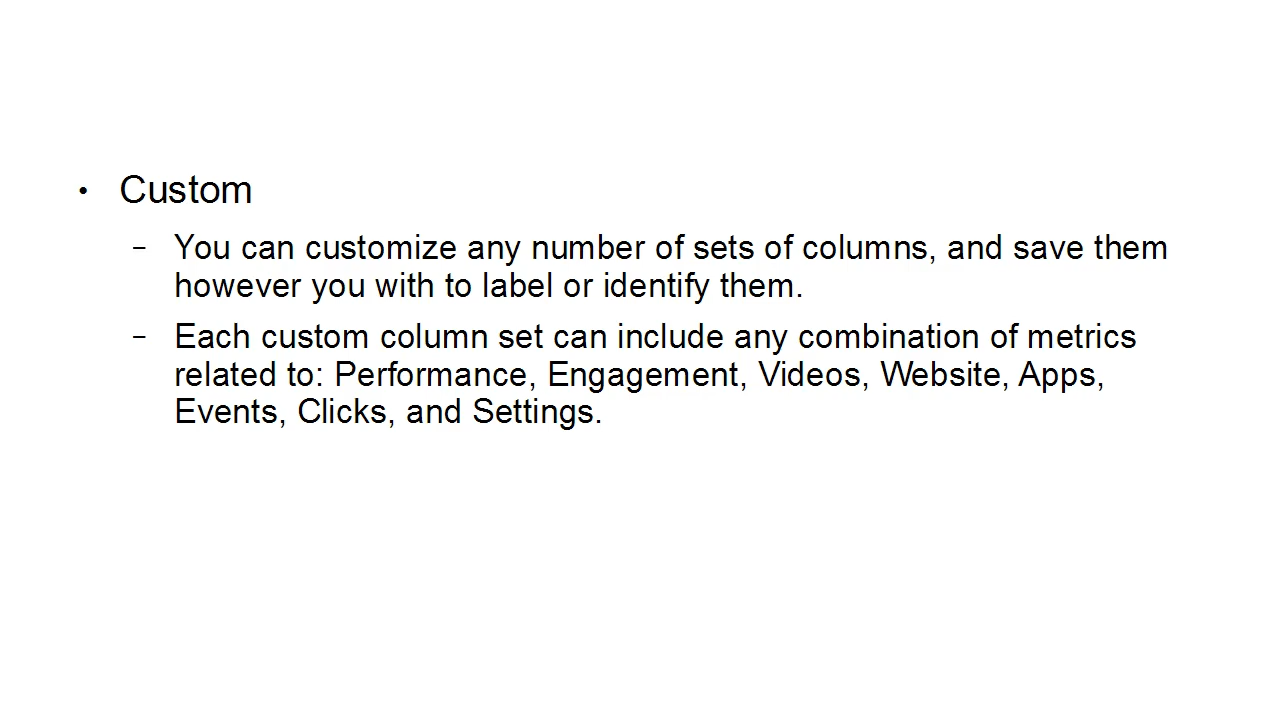 • Custom
– You can customize any number of sets of columns, and save them
however you with to label or identify them.
– Each custom column set can include any combination of metrics
related to: Performance, Engagement, Videos, Website, Apps,
Events, Clicks, and Settings.